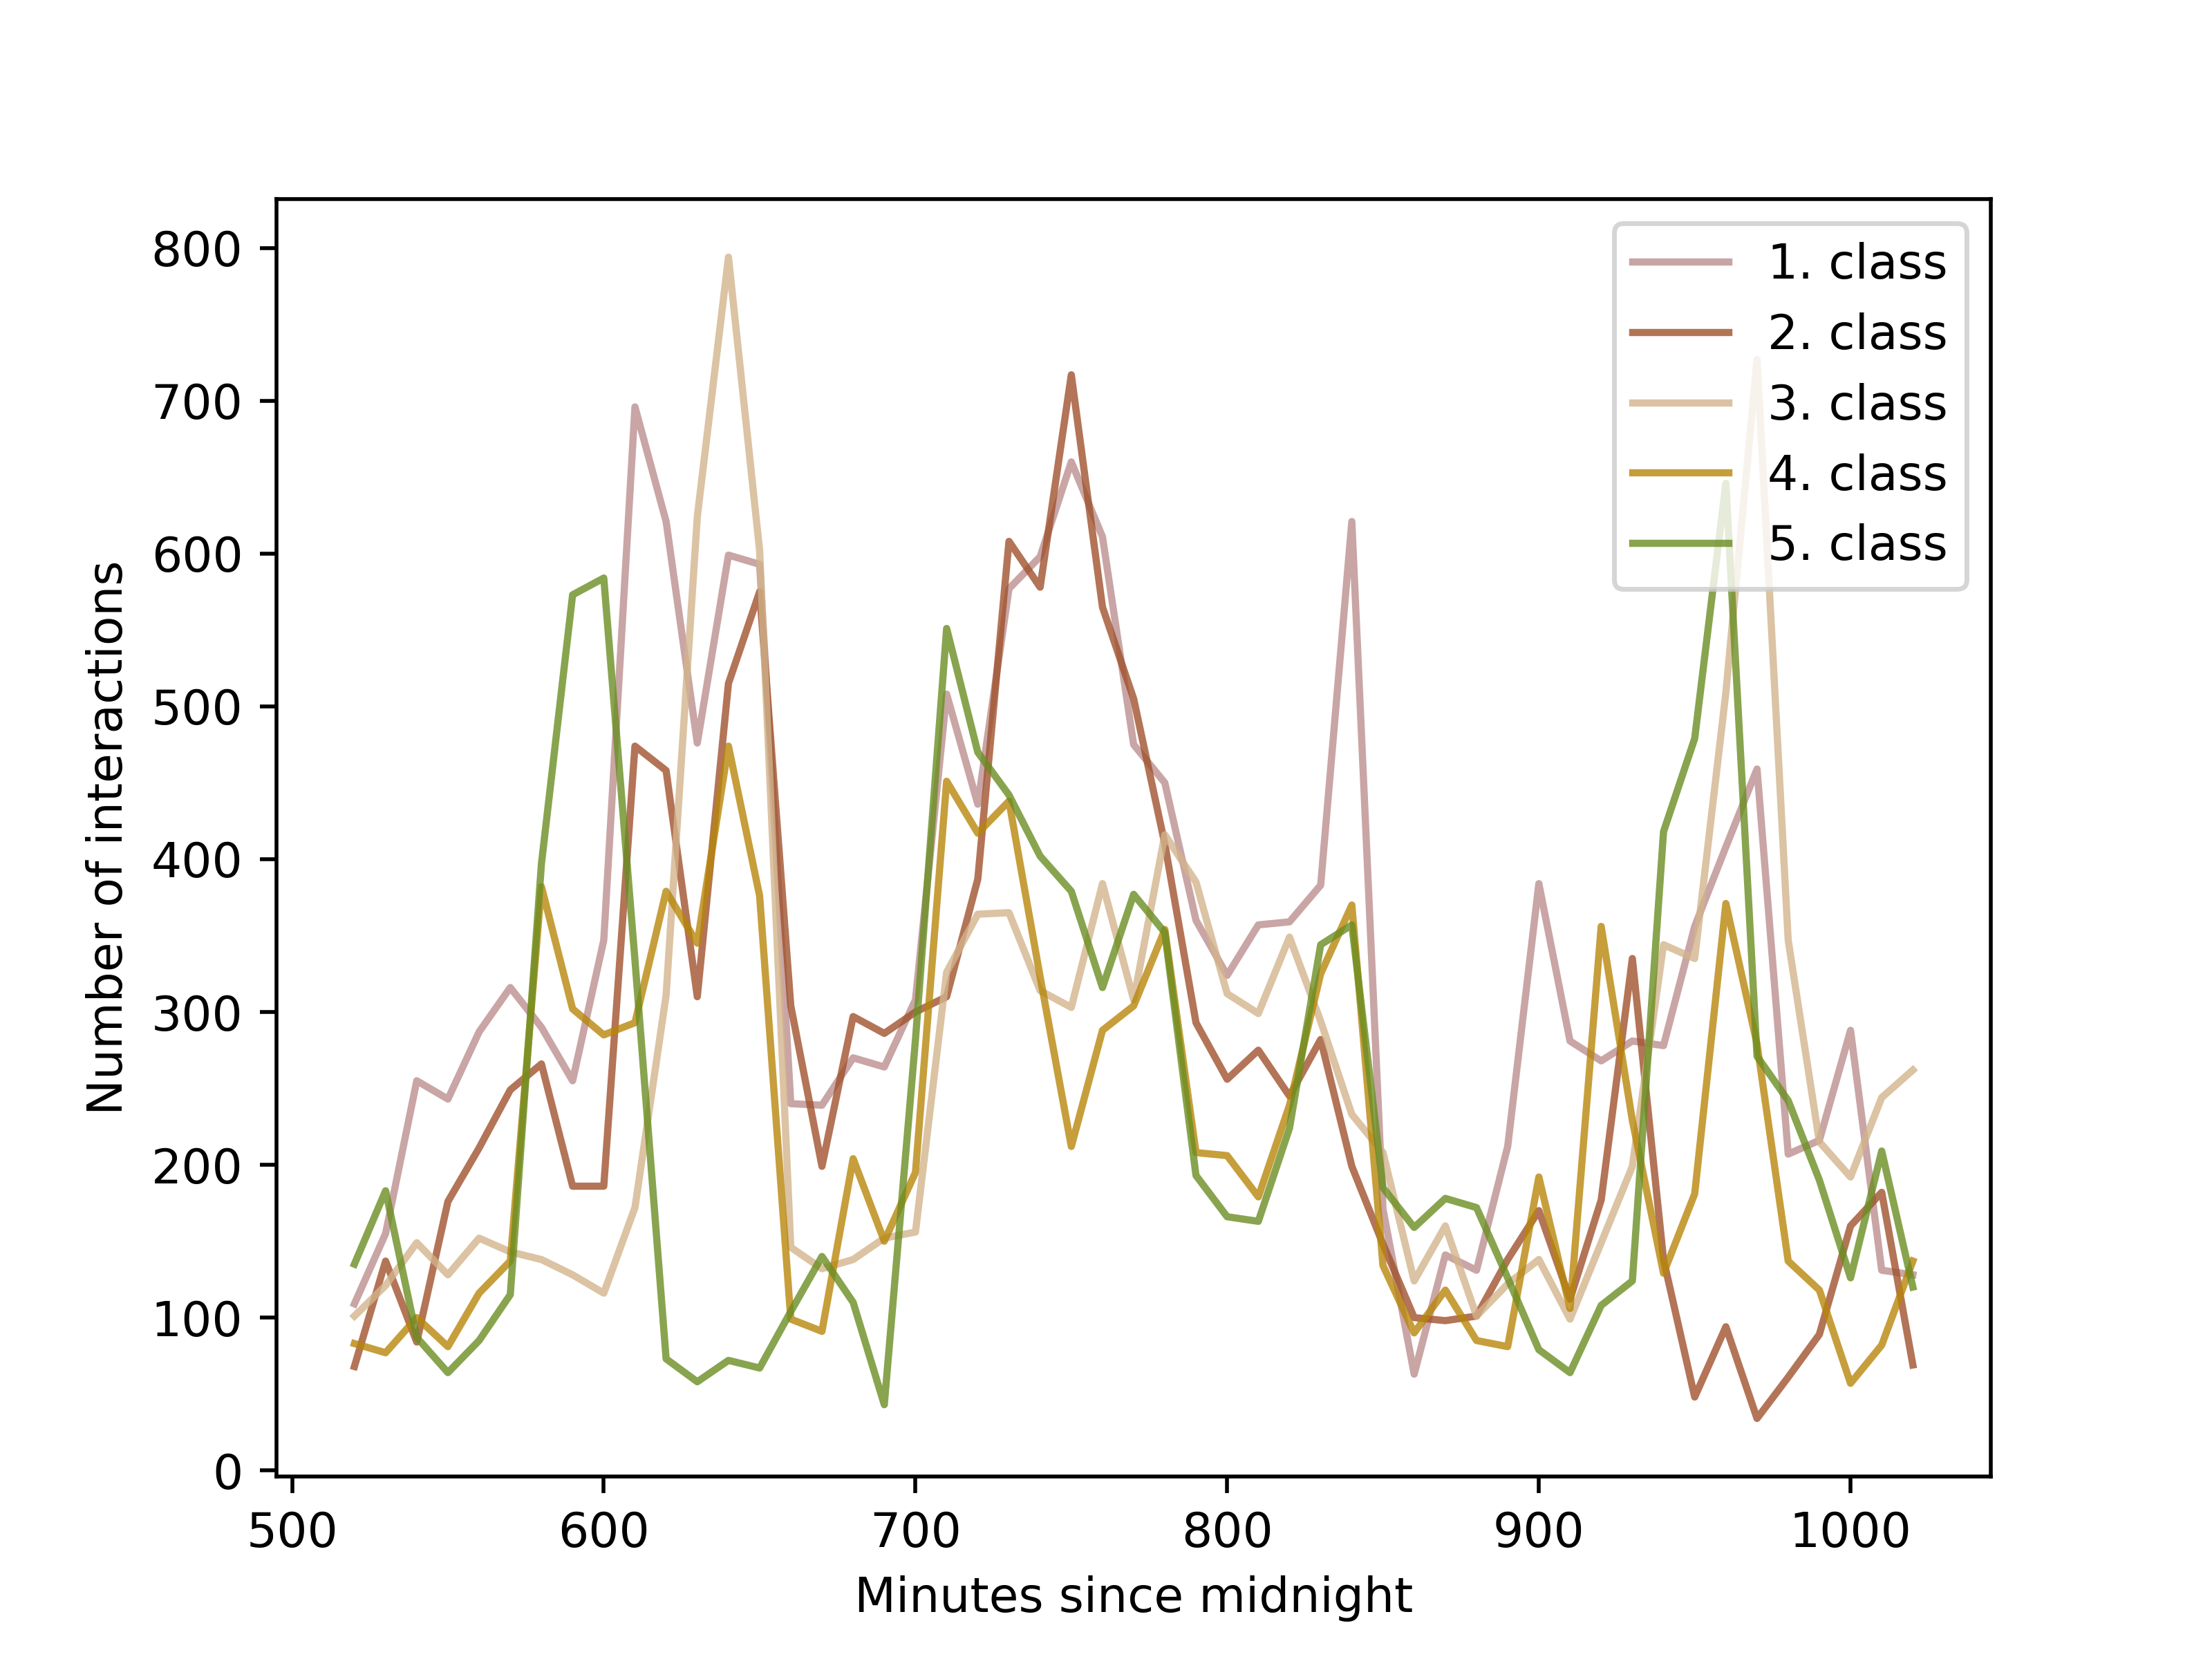 800
700
600
500
400
300
200
100
0
Number of interactions
500 600 700 800 900 1000
Minutes since midnight
1. class
2. class
3. class
4. class
5. class